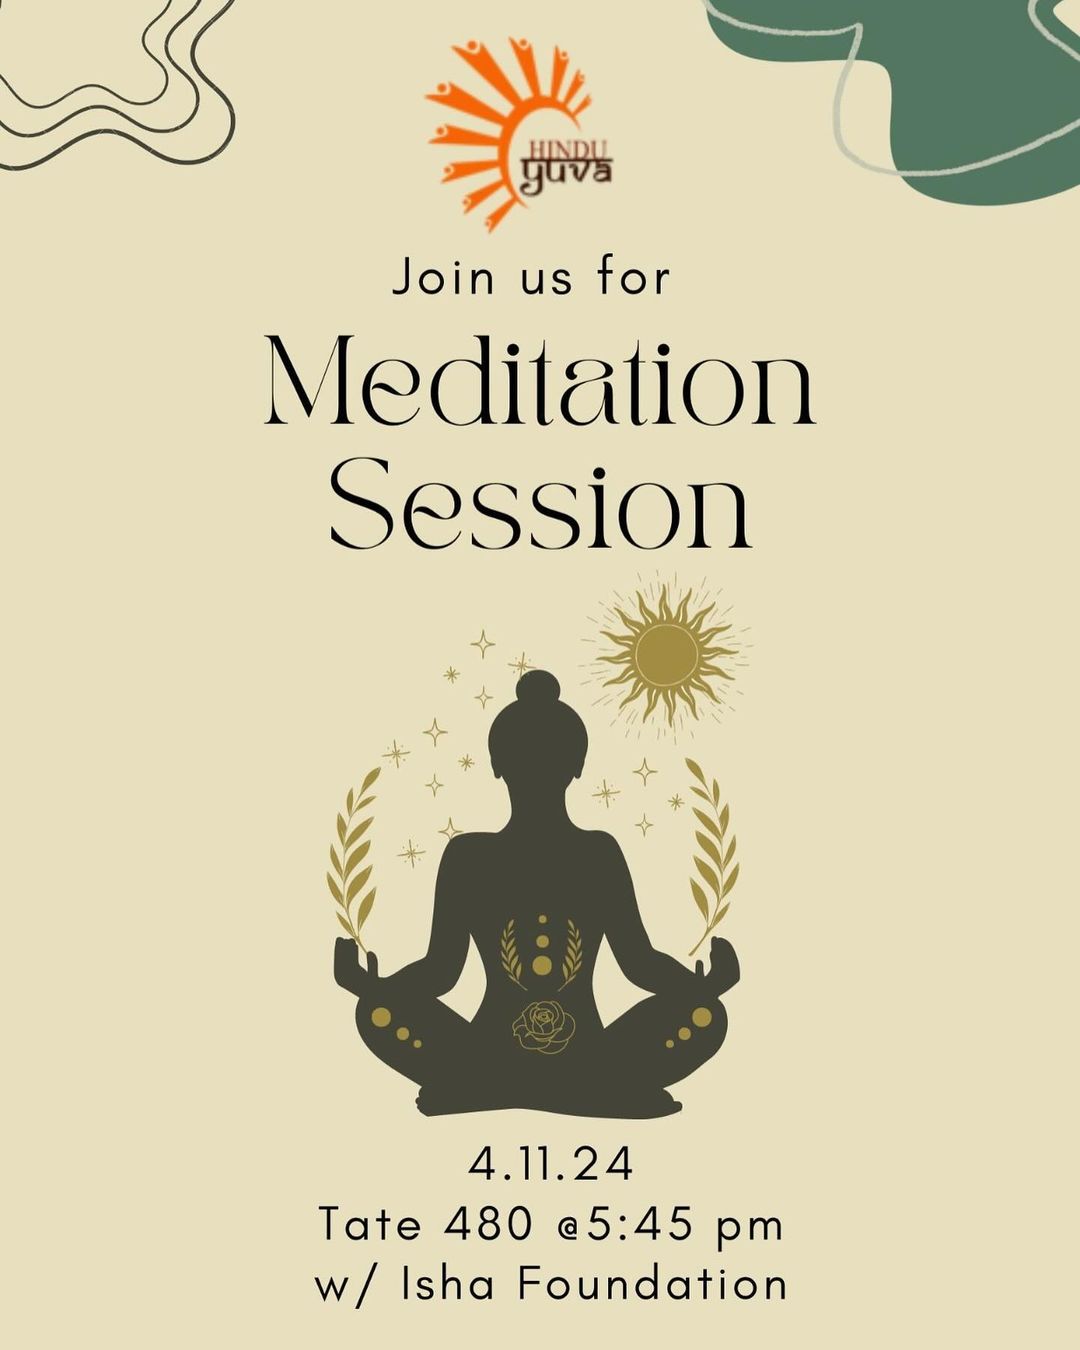 HINDU
yuva
Join us for
Meditation
Session
4.11.24
Tate 480 @5:45 pm
w/ Isha Foundation